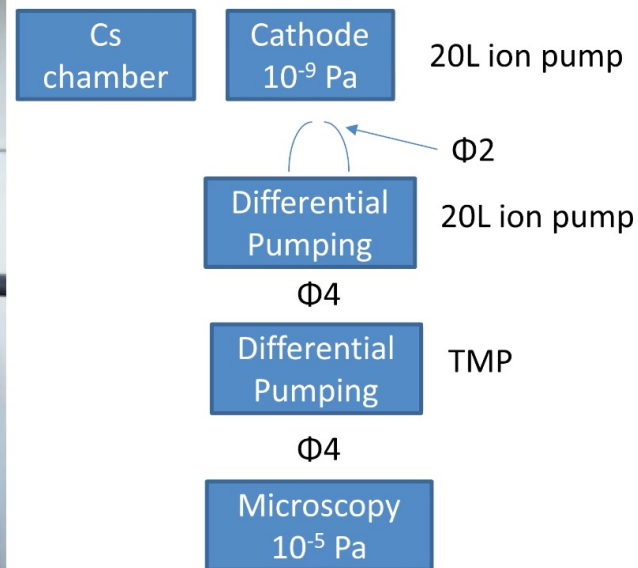 Cs
chamber
Cathode
10⁻⁹ Pa
20L ion pump
Φ2
Differential
Pumping
20L ion pump
Φ4
Differential
Pumping
TMP
Φ4
Microscopy
10⁻⁵ Pa